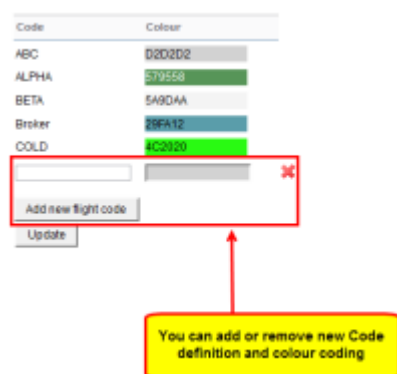 Code Colour
ABC D2D2D2
ALPHA 579558
BETA 5A9DAA
Broker 29FA12
COLD 4C2020
Add new flight code
Update
You can add or remove new Code
definition and colour coding